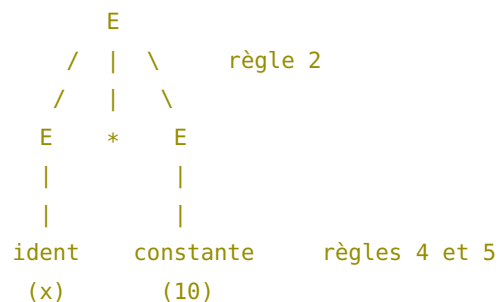 E
/ | \ règle 2
/ | \
E * E
| |
| |
ident constante règles 4 et 5
(x) (10)